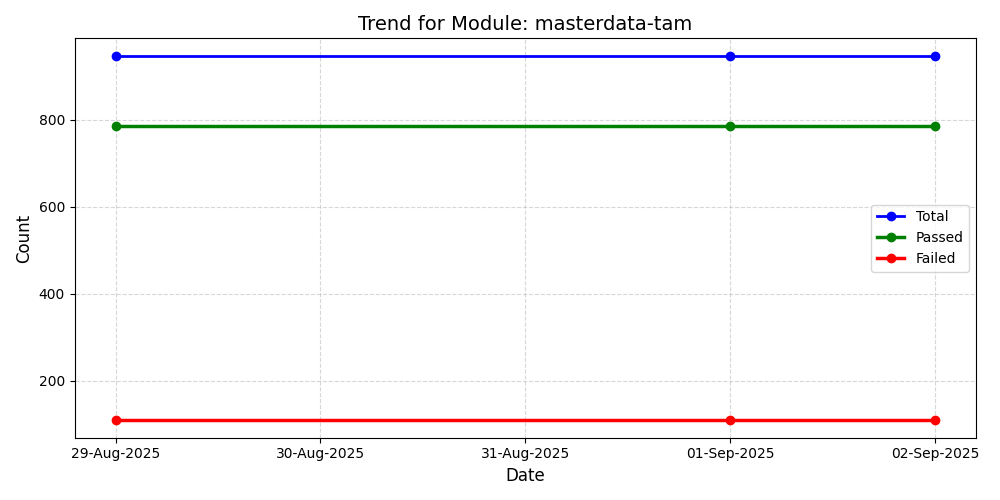 Trend for Module: masterdata-tam
Count
800
600
400
200
Total
Passed
Failed
29-Aug-2025
30-Aug-2025
31-Aug-2025
01-Sep-2025
02-Sep-2025
Date